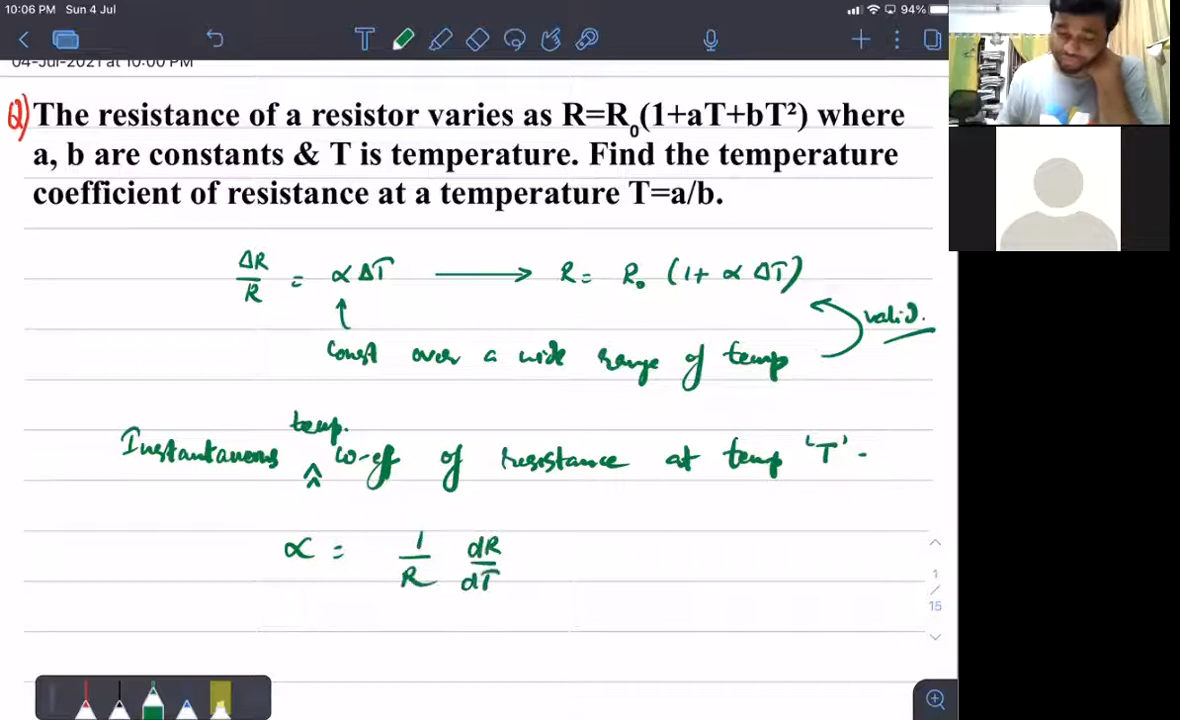 10:06 PM Sun 4 Jul
94%
T
04-Jul-2021 at 10:00 PM
Q) The resistance of a resistor varies as R=R₀(1+aT+bT²) where
a, b are constants & T is temperature. Find the temperature
coefficient of resistance at a temperature T=a/b.
ΔR/R = α ΔT ⟶ R = R₀ (1+ α ΔT)
valid.
const over a wide range of temp
temp.
Instantaneous co-eff of resistance at temp 'T'.
α = 1/R dR/dT
1
/
15